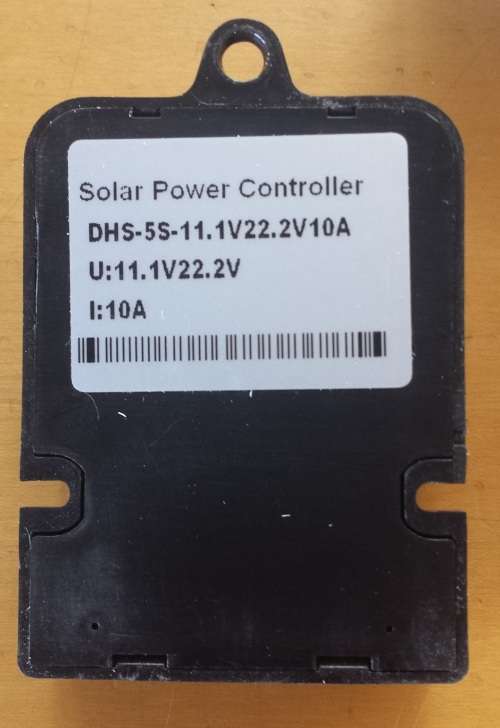 Solar Power Controller
DHS-5S-11.1V22.2V10A
U:11.1V22.2V
I:10A